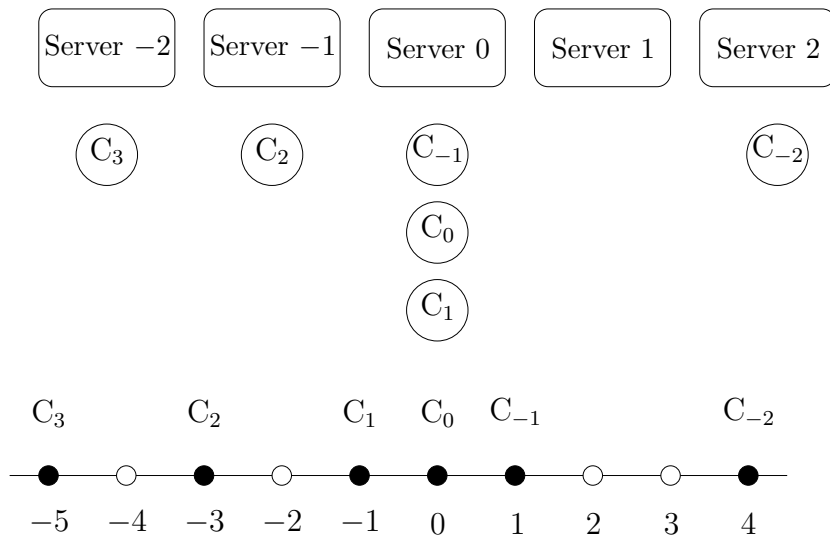 Server −2 Server −1 Server 0 Server 1 Server 2
C₃ C₂ C₋₁ C₋₂
C₀
C₁
C₃ C₂ C₁ C₀ C₋₁ C₋₂
−5 −4 −3 −2 −1 0 1 2 3 4